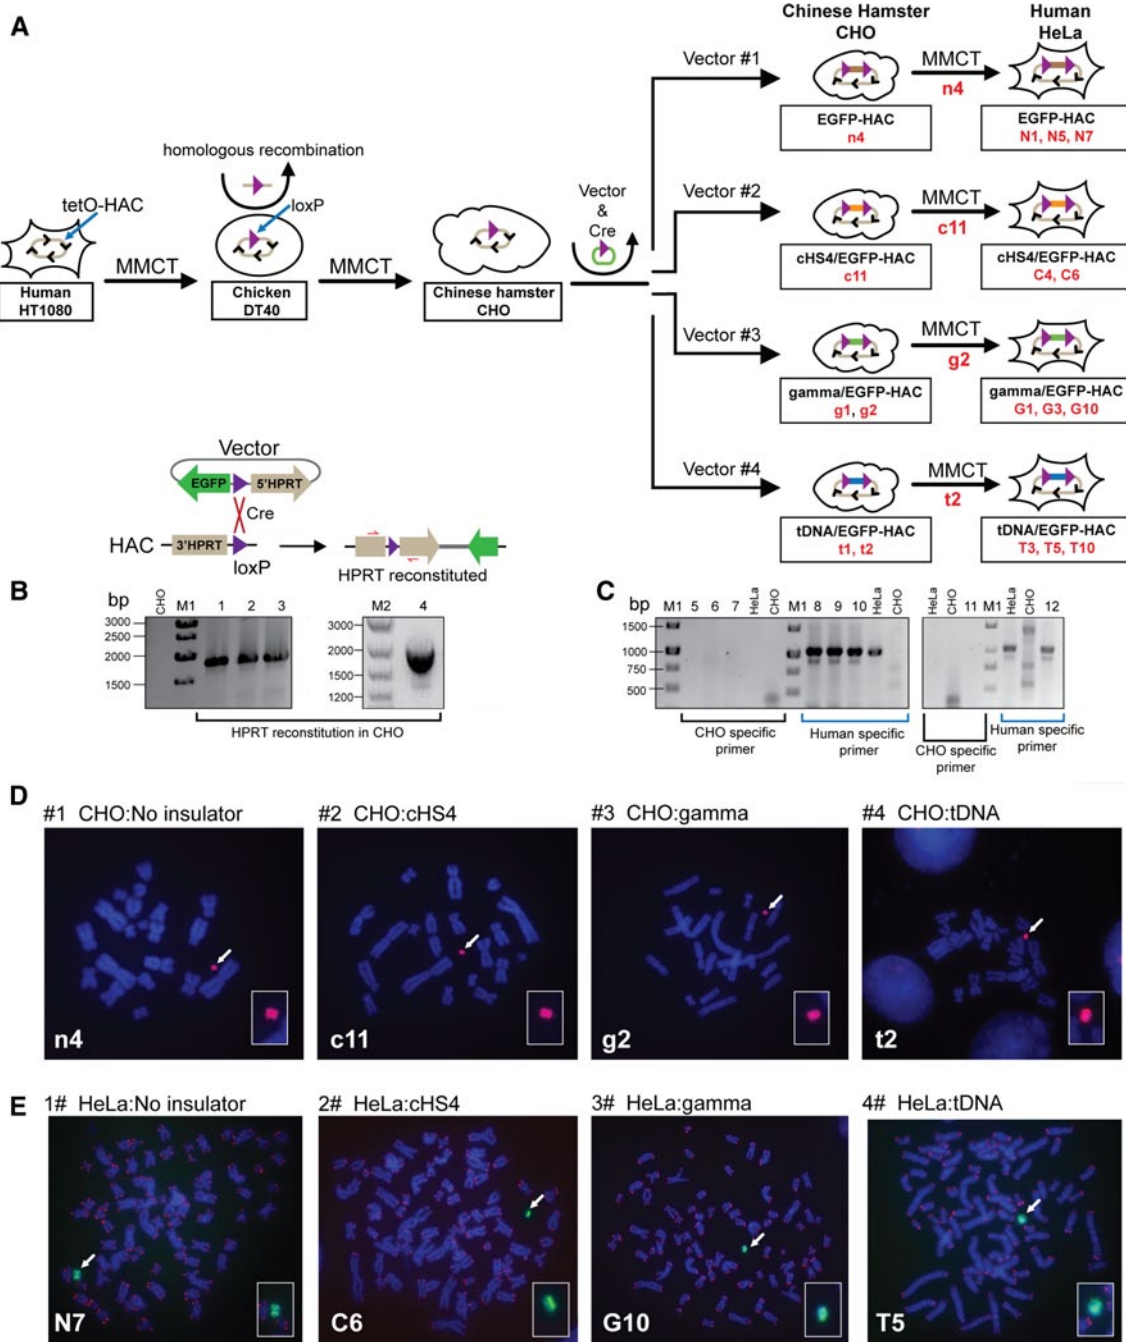 A
Chinese Hamster
CHO
Human
HeLa
Vector #1
MMCT
n4
EGFP-HAC
n4
EGFP-HAC
N1, N5, N7
homologous recombination
tetO-HAC
loxP
Vector
&
Cre
Vector #2
MMCT
c11
cHS4/EGFP-HAC
c11
cHS4/EGFP-HAC
C4, C6
MMCT
MMCT
Human
HT1080
Chicken
DT40
Chinese hamster
CHO
Vector #3
MMCT
g2
gamma/EGFP-HAC
g1, g2
gamma/EGFP-HAC
G1, G3, G10
Vector #4
MMCT
t2
tDNA/EGFP-HAC
t1, t2
tDNA/EGFP-HAC
T3, T5, T10
Vector
EGFP
5'HPRT
Cre
HAC
3'HPRT
loxP
HPRT reconstituted
B
bp
CHO
M1
1
2
3
3000
2500
2000
1500
M2
4
3000
2000
1500
1200
HPRT reconstitution in CHO
C
bp
M1
5
6
7
HeLa
CHO
M1
8
9
10
HeLa
CHO
1500
1000
750
500
HeLa
CHO
11
M1
HeLa
CHO
12
CHO specific
primer
Human specific
primer
CHO specific
primer
Human specific
primer
D
#1 CHO:No insulator
#2 CHO:cHS4
#3 CHO:gamma
#4 CHO:tDNA
n4
c11
g2
t2
E
1# HeLa:No insulator
2# HeLa:cHS4
3# HeLa:gamma
4# HeLa:tDNA
N7
C6
G10
T5